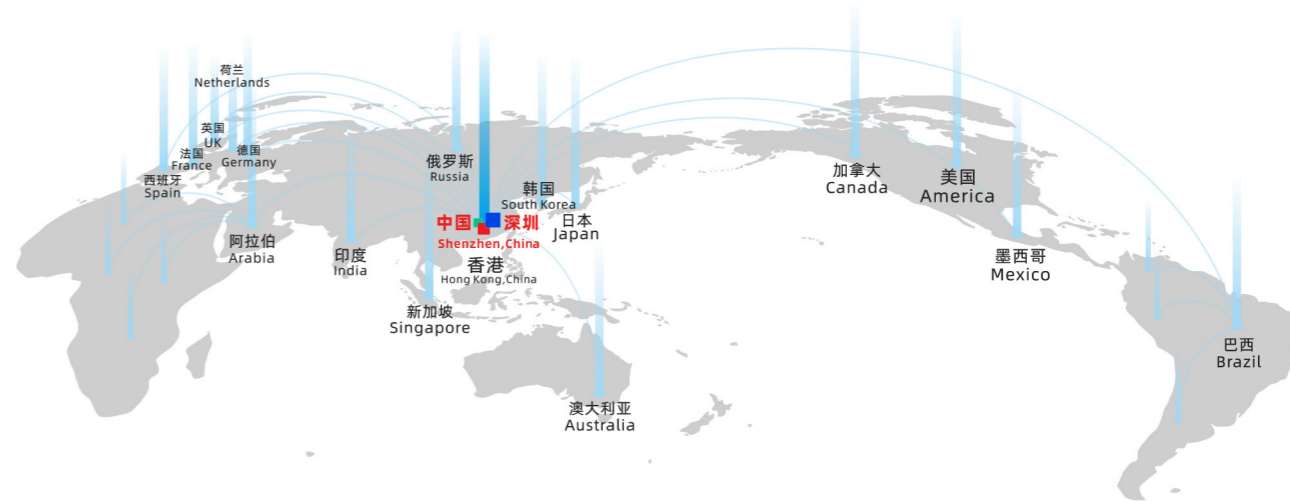 荷兰
Netherlands
英国
UK
法国
France
德国
Germany
西班牙
Spain
阿拉伯
Arabia
印度
India
俄罗斯
Russia
韩国
South Korea
中国 深圳
Shenzhen,China
日本
Japan
香港
Hong Kong,China
新加坡
Singapore
澳大利亚
Australia
加拿大
Canada
美国
America
墨西哥
Mexico
巴西
Brazil